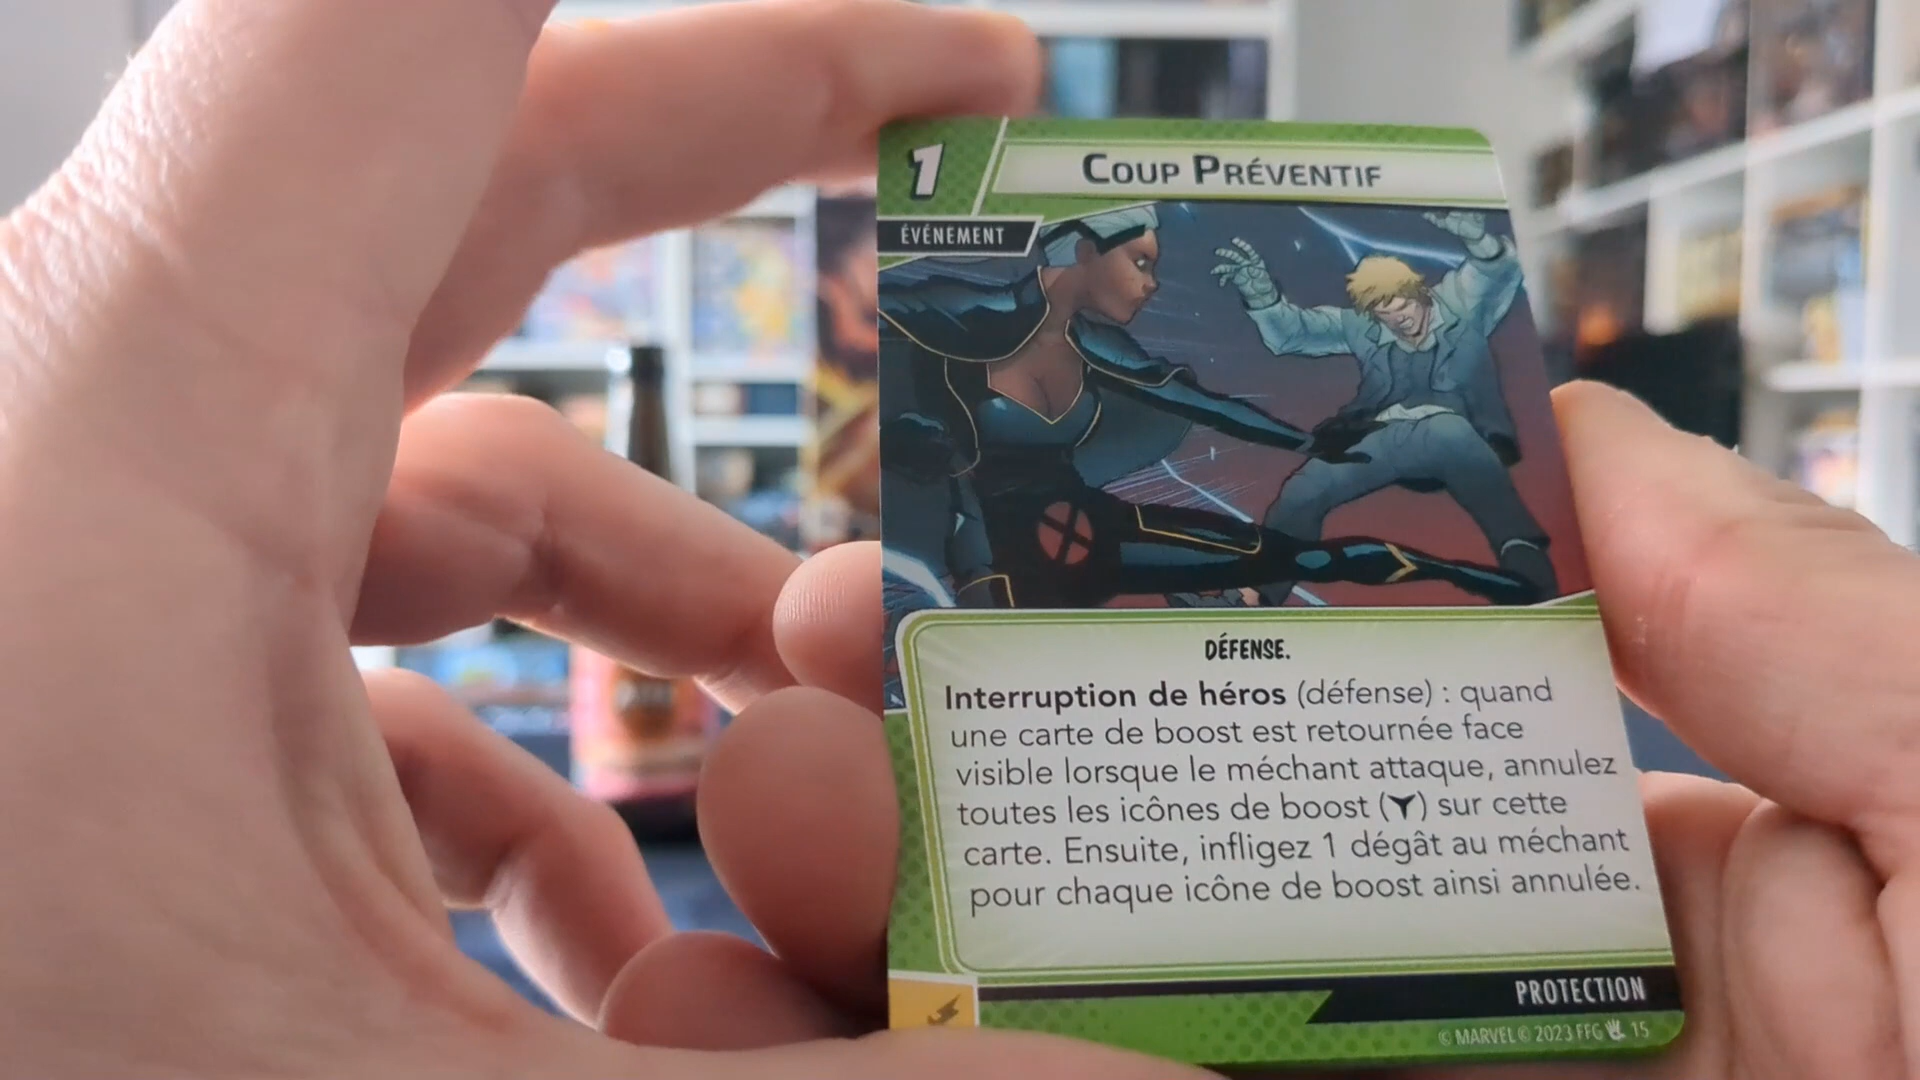 1
COUP PRÉVENTIF
ÉVÉNEMENT
DÉFENSE.
Interruption de héros (défense) : quand
une carte de boost est retournée face
visible lorsque le méchant attaque, annulez
toutes les icônes de boost () sur cette
carte. Ensuite, infligez 1 dégât au méchant
pour chaque icône de boost ainsi annulée.
PROTECTION
© MARVEL © 2023 FFG 15